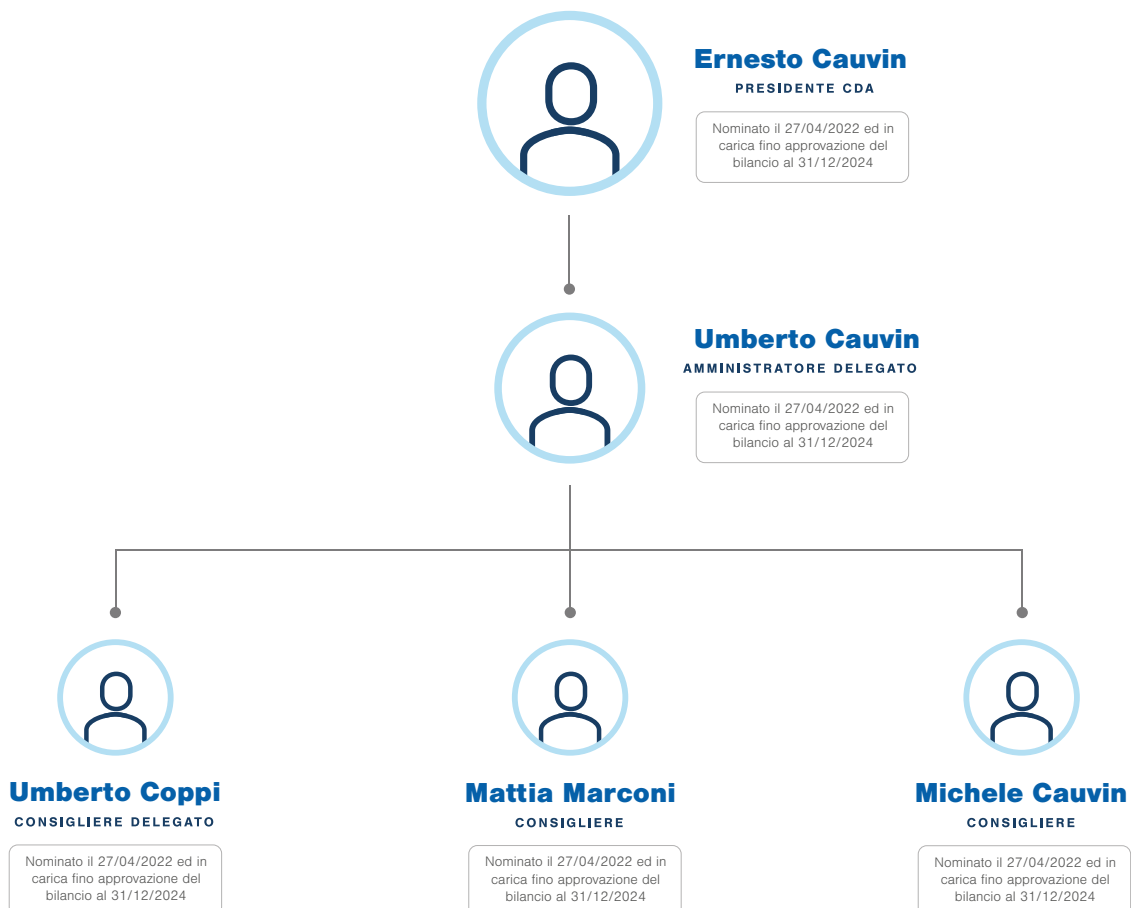 Ernesto Cauvin
PRESIDENTE CDA
Nominato il 27/04/2022 ed in
carica fino approvazione del
bilancio al 31/12/2024
Umberto Cauvin
AMMINISTRATORE DELEGATO
Nominato il 27/04/2022 ed in
carica fino approvazione del
bilancio al 31/12/2024
Umberto Coppi
CONSIGLIERE DELEGATO
Nominato il 27/04/2022 ed in
carica fino approvazione del
bilancio al 31/12/2024
Mattia Marconi
CONSIGLIERE
Nominato il 27/04/2022 ed in
carica fino approvazione del
bilancio al 31/12/2024
Michele Cauvin
CONSIGLIERE
Nominato il 27/04/2022 ed in
carica fino approvazione del
bilancio al 31/12/2024